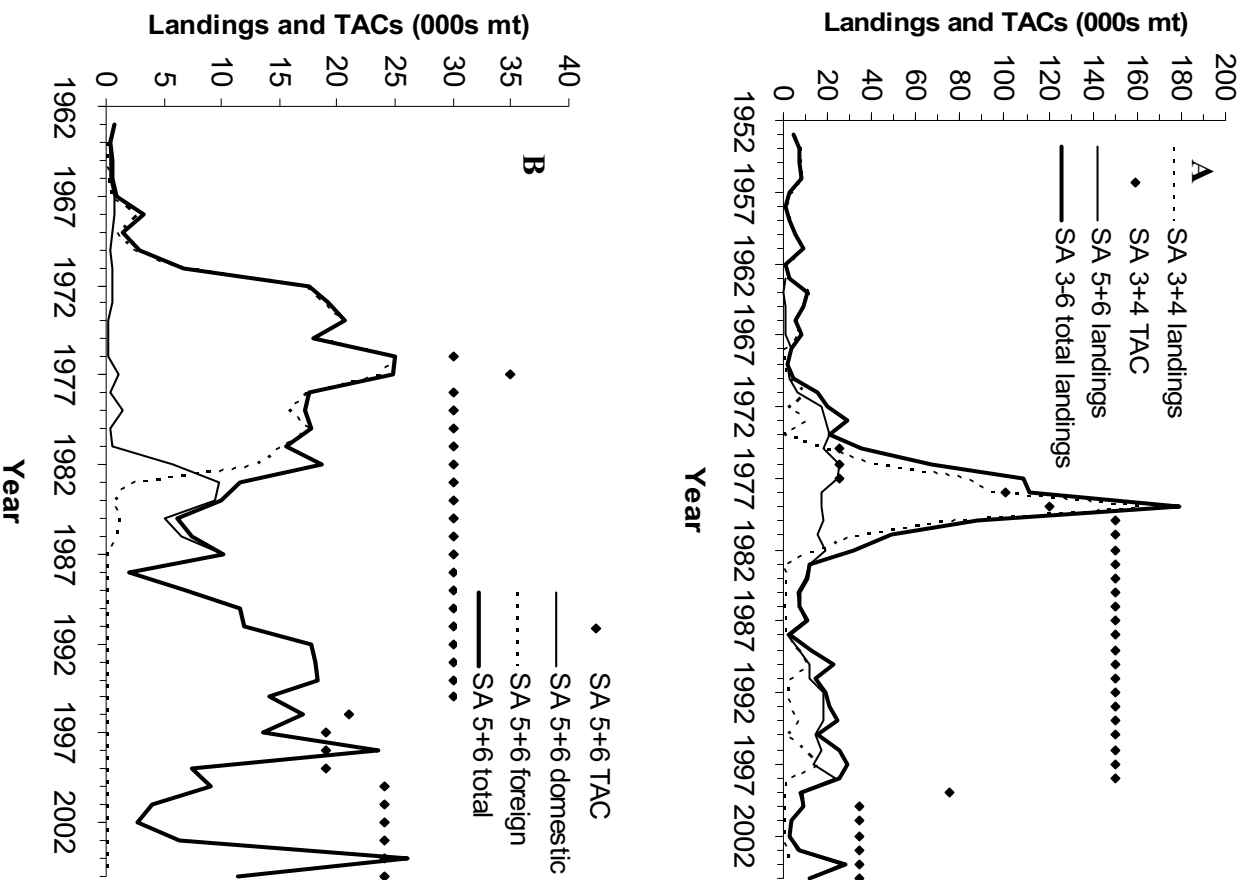 A
Landings and TACs (000s mt)
200
180
160
140
120
100
80
60
40
20
0
SA 3+4 landings
SA 3+4 TAC
SA 5+6 landings
SA 3-6 total landings
1952
1957
1962
1967
1972
1977
1982
1987
1992
1997
2002
Year
B
Landings and TACs (000s mt)
40
35
30
25
20
15
10
5
0
SA 5+6 TAC
SA 5+6 domestic
SA 5+6 foreign
SA 5+6 total
1962
1967
1972
1977
1982
1987
1992
1997
2002
Year